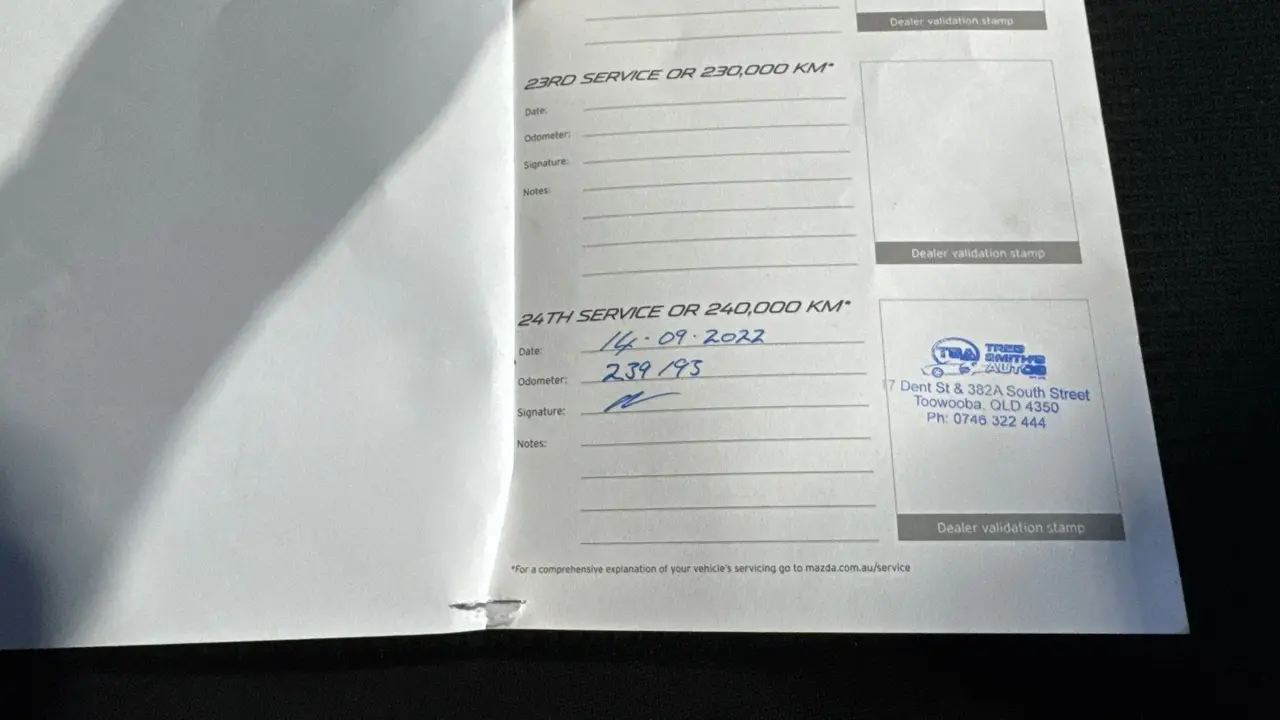 Dealer validation stamp
23RD SERVICE OR 230,000 KM*
Date:
Odometer:
Signature:
Notes:
Dealer validation stamp
24TH SERVICE OR 240,000 KM*
Date: 14-09-2022
Odometer: 239193
Signature:
Notes:
TSA TREG SMITH'S AUTOS
17 Dent St & 382A South Street
Toowooba, QLD 4350
Ph: 0746 322 444
Dealer validation stamp
*For a comprehensive explanation of your vehicle's servicing go to mazda.com.au/service